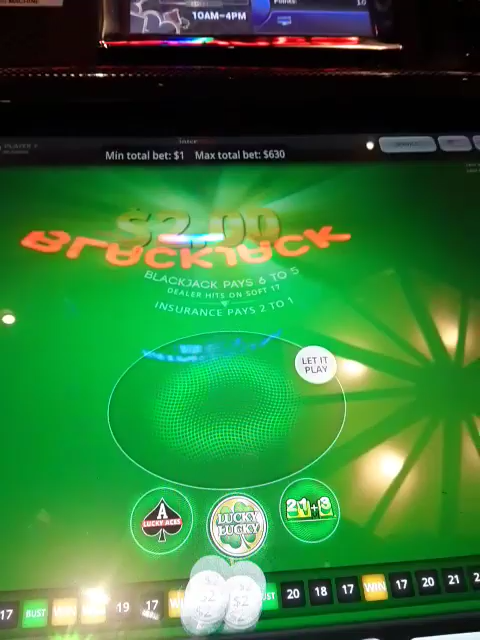 10AM-4PM
Min total bet: $1 Max total bet: $630
$2.00
BLACKJACK
BLACKJACK PAYS 6 TO 5
DEALER HITS ON SOFT 17
INSURANCE PAYS 2 TO 1
LET IT
PLAY
A
LUCKY ACES
LUCKY
LUCKY
21+3
17 BUST 19 17 $2 $2 20 18 17 WIN 17 20 21